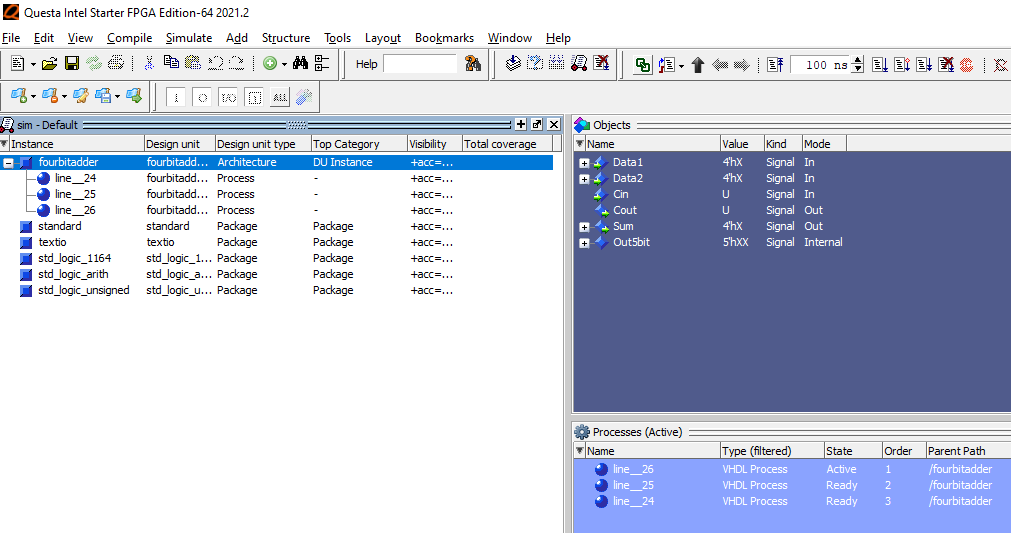 Questa Intel Starter FPGA Edition-64 2021.2
File Edit View Compile Simulate Add Structure Tools Layout Bookmarks Window Help
Help 100 ns
I O I/O ALL
sim - Default
Instance Design unit Design unit type Top Category Visibility Total coverage
fourbitadder fourbitadd... Architecture DU Instance +acc=...
line__24 fourbitadd... Process - +acc=...
line__25 fourbitadd... Process - +acc=...
line__26 fourbitadd... Process - +acc=...
standard standard Package Package +acc=...
textio textio Package Package +acc=...
std_logic_1164 std_logic_1... Package Package +acc=...
std_logic_arith std_logic_a... Package Package +acc=...
std_logic_unsigned std_logic_u... Package Package +acc=...
Objects
Name Value Kind Mode
Data1 4'hX Signal In
Data2 4'hX Signal In
Cin U Signal In
Cout U Signal Out
Sum 4'hX Signal Out
Out5bit 5'hXX Signal Internal
Processes (Active)
Name Type (filtered) State Order Parent Path
line__26 VHDL Process Active 1 /fourbitadder
line__25 VHDL Process Ready 2 /fourbitadder
line__24 VHDL Process Ready 3 /fourbitadder